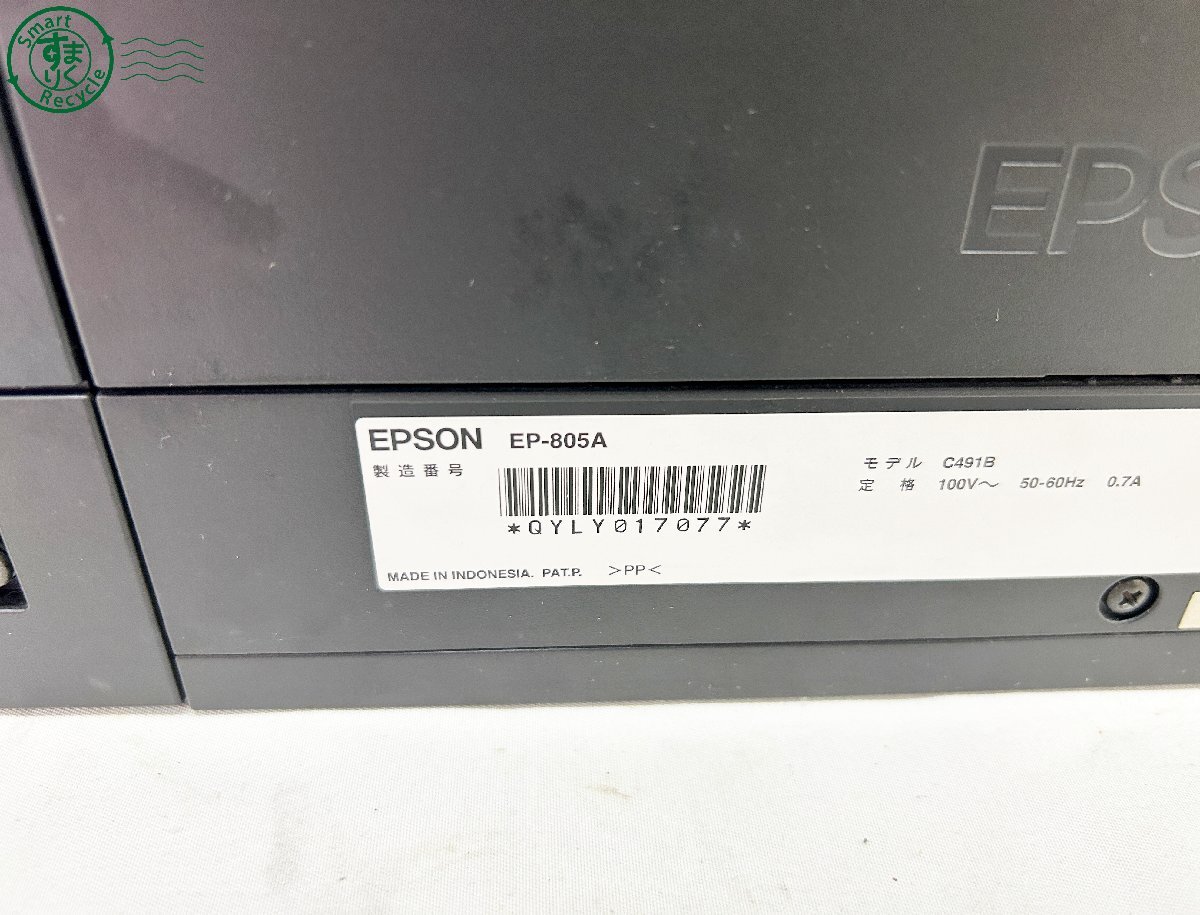 Smart
すまりく
Recycle
EPS
EPSON EP-805A
製造番号
*QYLY017077*
モデル C491B
定格 100V～ 50-60Hz 0.7A
MADE IN INDONESIA. PAT.P. >PP<